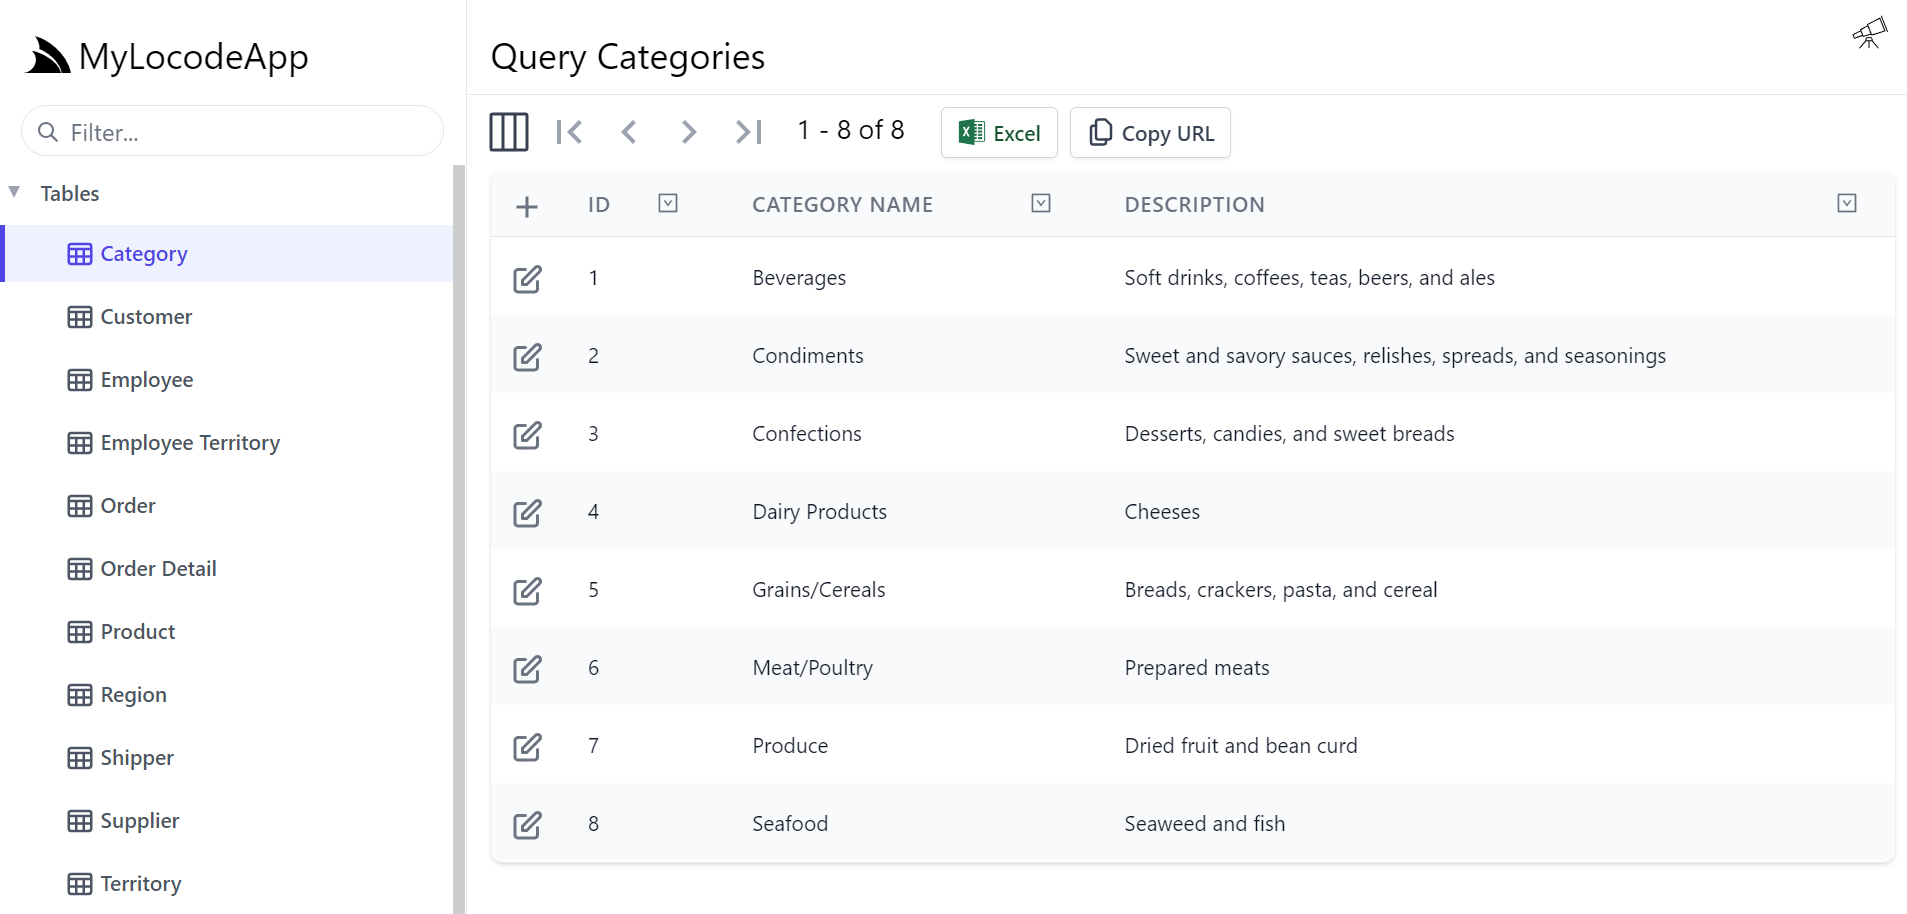 MyLocodeApp
Filter...
Tables
Category
Customer
Employee
Employee Territory
Order
Order Detail
Product
Region
Shipper
Supplier
Territory
Query Categories
1 - 8 of 8 Excel Copy URL
ID CATEGORY NAME DESCRIPTION
1 Beverages Soft drinks, coffees, teas, beers, and ales
2 Condiments Sweet and savory sauces, relishes, spreads, and seasonings
3 Confections Desserts, candies, and sweet breads
4 Dairy Products Cheeses
5 Grains/Cereals Breads, crackers, pasta, and cereal
6 Meat/Poultry Prepared meats
7 Produce Dried fruit and bean curd
8 Seafood Seaweed and fish